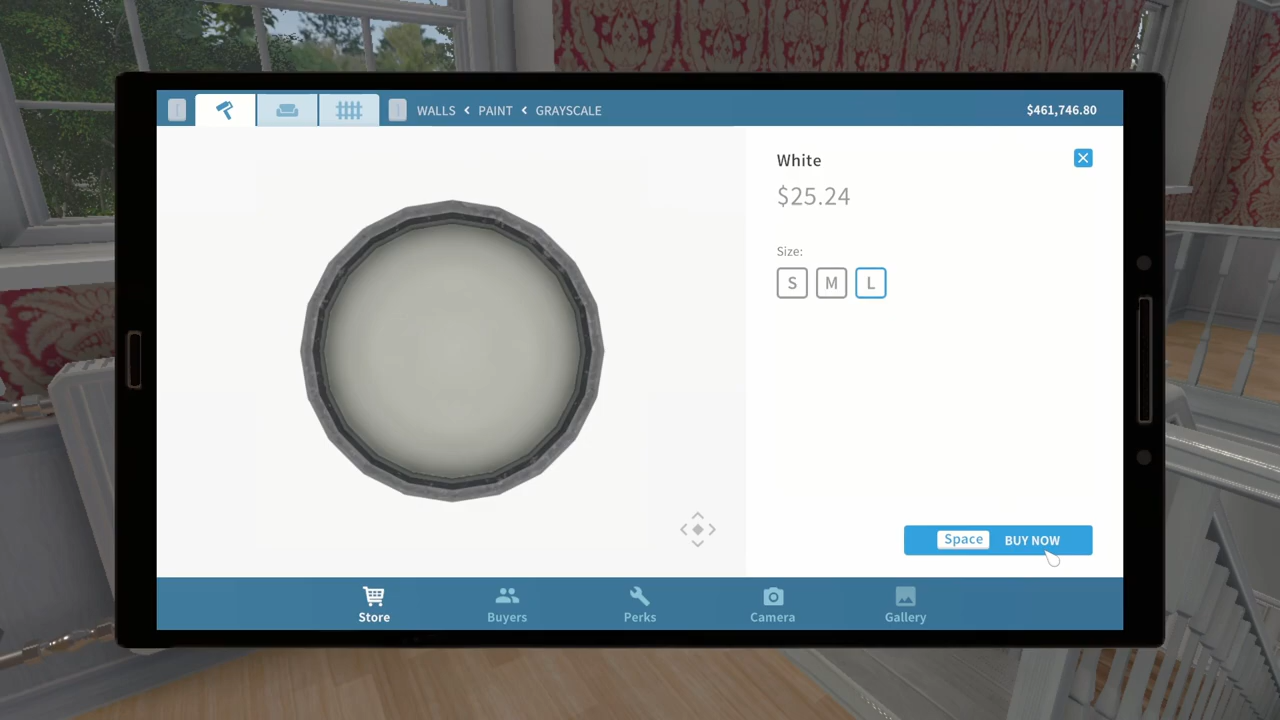 WALLS < PAINT < GRAYSCALE
$461,746.80
White
$25.24
Size:
S M L
Space BUY NOW
Store Buyers Perks Camera Gallery